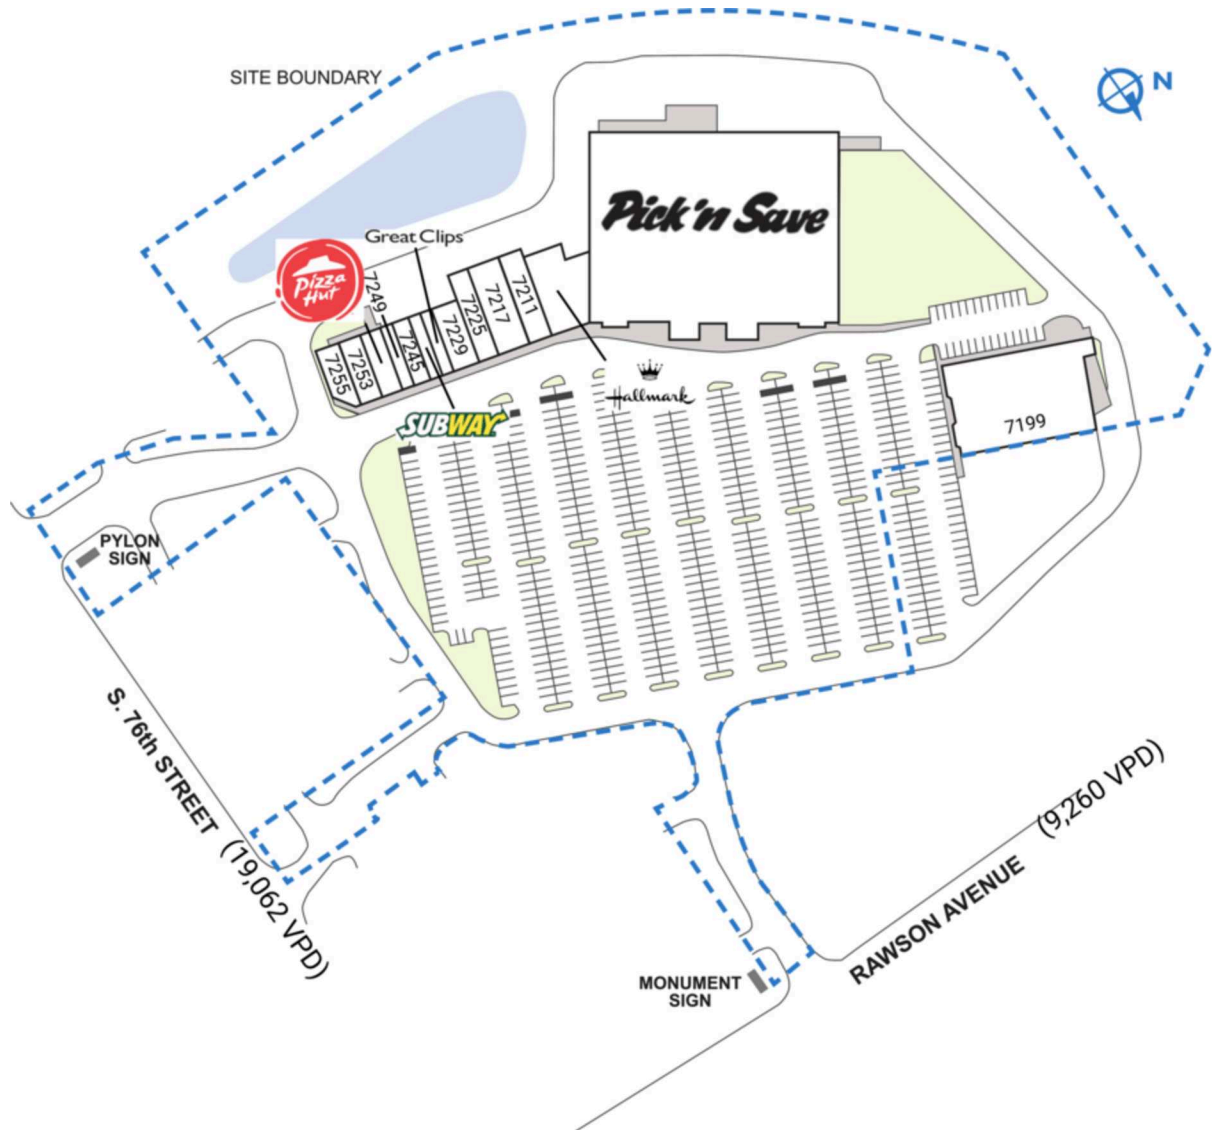 SITE BOUNDARY
N
Pick'n Save
Great Clips
Pizza
Hut
7249
7211
7217
7225
7229
7245
7253
7255
Hallmark
SUBWAY
7199
PYLON
SIGN
S. 76th STREET (19,062 VPD)
(9,260 VPD)
RAWSON AVENUE
MONUMENT
SIGN